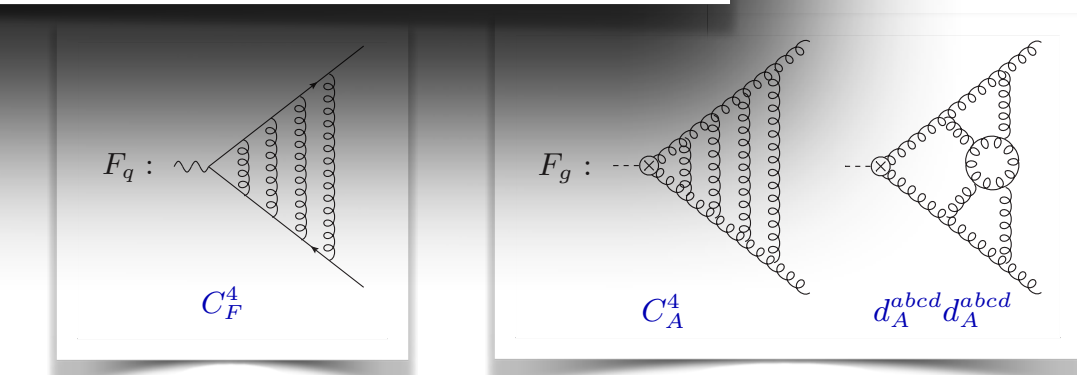 F_q :
F_g :
C_F^4
C_A^4
d_A^{abcd} d_A^{abcd}